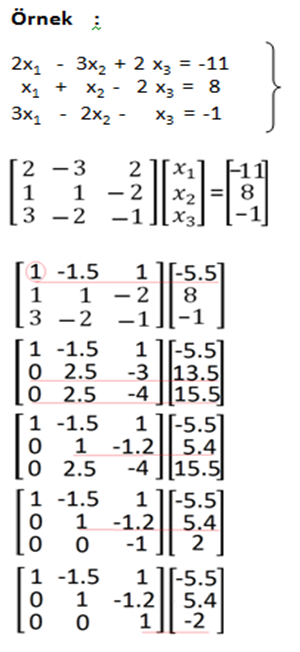 Örnek :
2x₁ - 3x₂ + 2 x₃ = -11
x₁ + x₂ - 2 x₃ = 8
3x₁ - 2x₂ - x₃ = -1
[2 −3 2] [x₁] [−11]
[1 1 −2] [x₂] = [8]
[3 −2 −1] [x₃] [−1]
[1 -1.5 1] [-5.5]
[1 1 −2] [8]
[3 −2 −1] [−1]
[1 -1.5 1] [-5.5]
[0 2.5 -3] [13.5]
[0 2.5 -4] [15.5]
[1 -1.5 1] [-5.5]
[0 1 -1.2] [5.4]
[0 2.5 -4] [15.5]
[1 -1.5 1] [-5.5]
[0 1 -1.2] [5.4]
[0 0 -1] [2]
[1 -1.5 1] [-5.5]
[0 1 -1.2] [5.4]
[0 0 1] [-2]